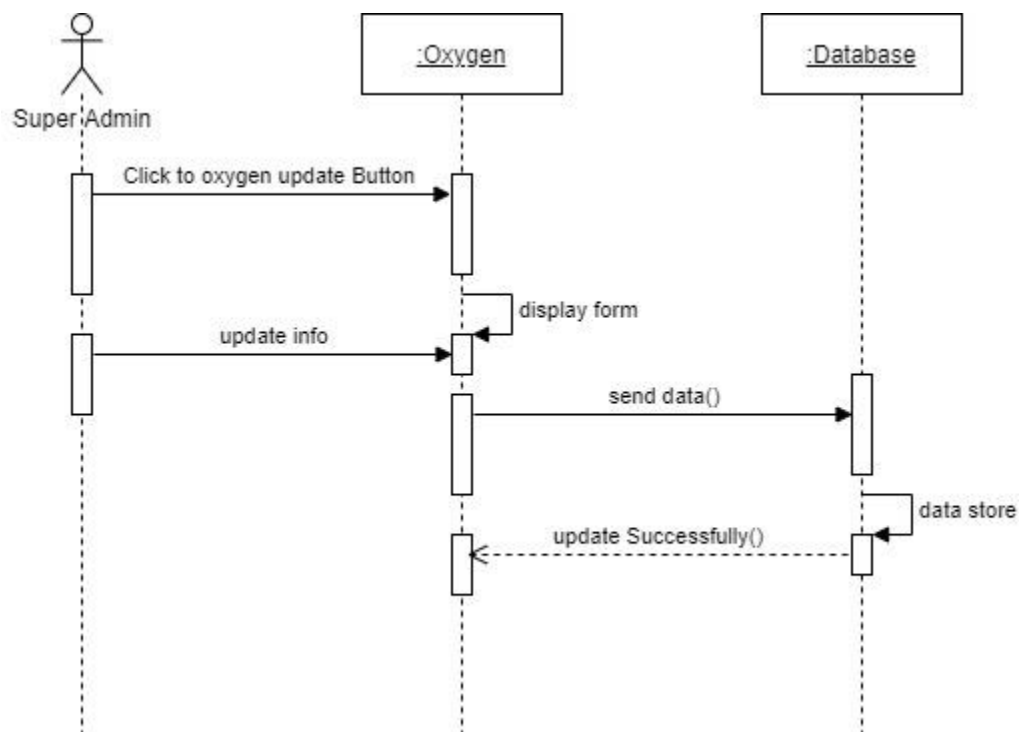 :Oxygen
:Database
Super Admin
Click to oxygen update Button
display form
update info
send data()
data store
update Successfully()